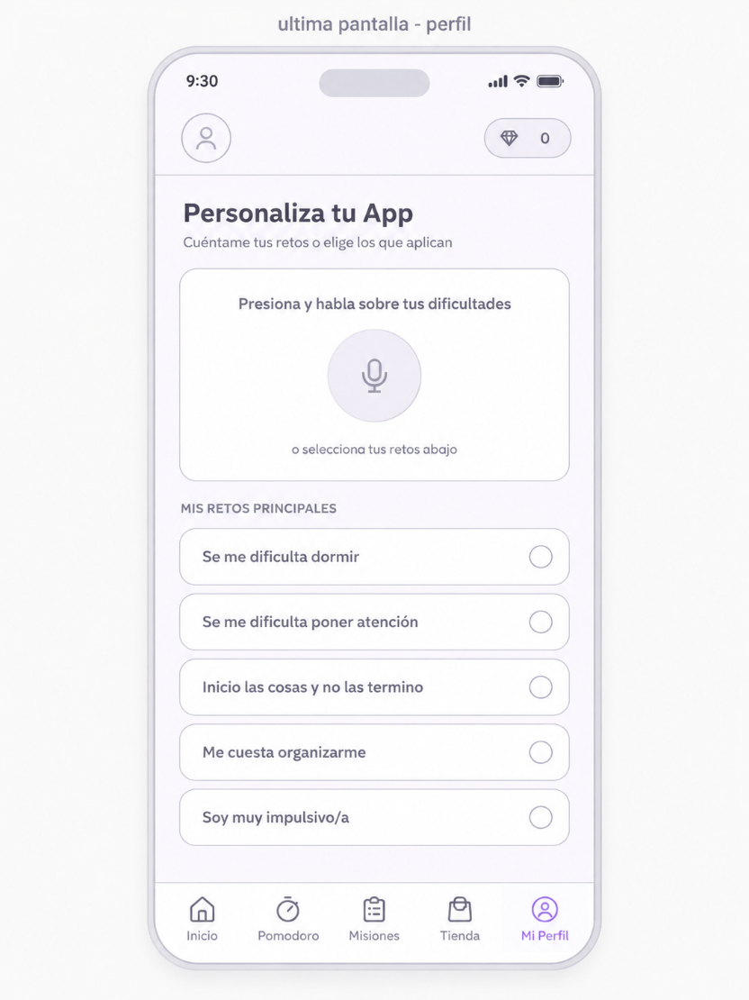 ultima pantalla - perfil
9:30
0
Personaliza tu App
Cuéntame tus retos o elige los que aplican
Presiona y habla sobre tus dificultades
o selecciona tus retos abajo
MIS RETOS PRINCIPALES
Se me dificulta dormir
Se me dificulta poner atención
Inicio las cosas y no las termino
Me cuesta organizarme
Soy muy impulsivo/a
Inicio
Pomodoro
Misiones
Tienda
Mi Perfil